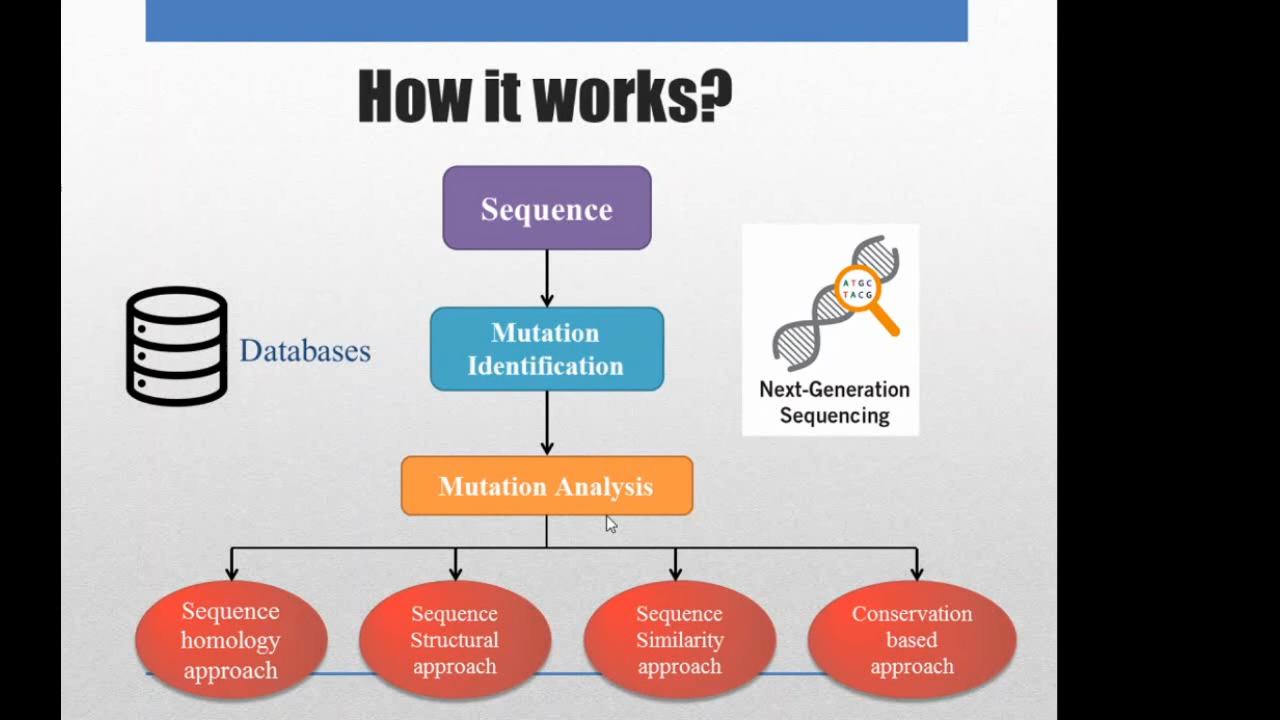 How it works?
Sequence
Mutation
Identification
Databases
ATGC
TACG
Next-Generation
Sequencing
Mutation Analysis
Sequence
homology
approach
Sequence
Structural
approach
Sequence
Similarity
approach
Conservation
based
approach